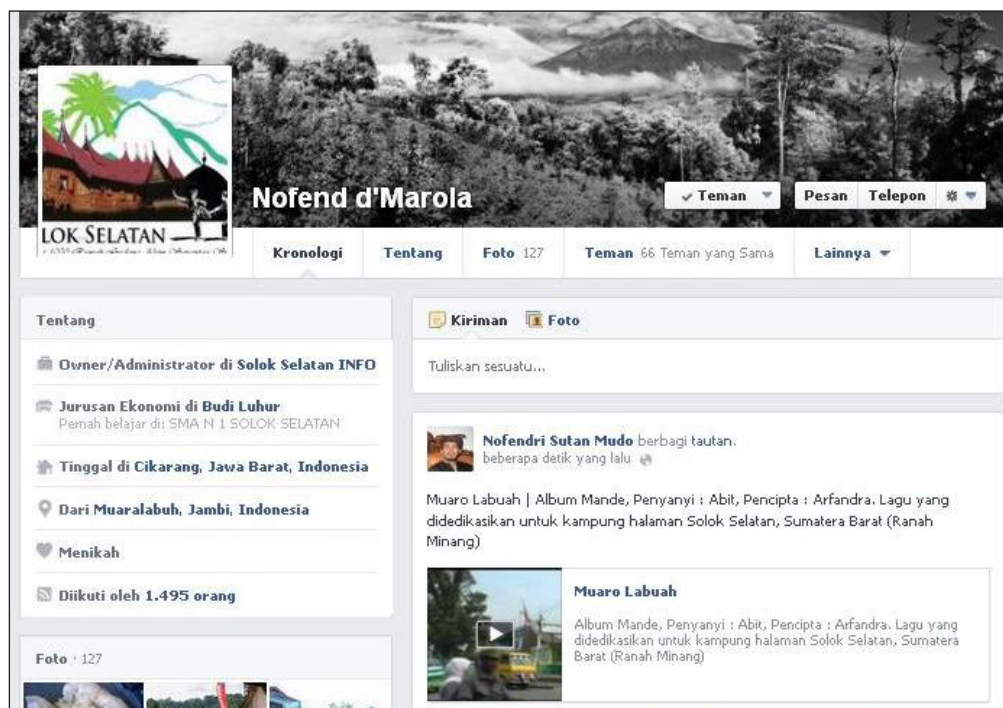 LOK SELATAN
Nofend d'Marola
Teman
Pesan
Telepon
Kronologi
Tentang
Foto 127
Teman 66 Teman yang Sama
Lainnya
Tentang
Owner/Administrator di Solok Selatan INFO
Jurusan Ekonomi di Budi Luhur
Pernah belajar di: SMA N 1 SOLOK SELATAN
Tinggal di Cikarang, Jawa Barat, Indonesia
Dari Muaralabuh, Jambi, Indonesia
Menikah
Diikuti oleh 1.495 orang
Foto · 127
Kiriman
Foto
Tuliskan sesuatu...
Nofendri Sutan Mudo berbagi tautan.
beberapa detik yang lalu
Muaro Labuah | Album Mande, Penyanyi : Abit, Pencipta : Arfandra. Lagu yang
didedikasikan untuk kampung halaman Solok Selatan, Sumatera Barat (Ranah
Minang)
Muaro Labuah
Album Mande, Penyanyi : Abit, Pencipta : Arfandra. Lagu yang
didedikasikan untuk kampung halaman Solok Selatan, Sumatera
Barat (Ranah Minang)